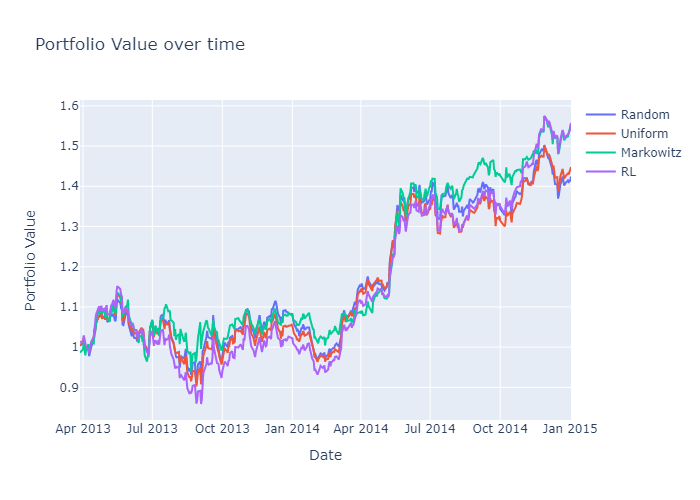 Portfolio Value over time
Random
Uniform
Markowitz
RL
Portfolio Value
1.6
1.5
1.4
1.3
1.2
1.1
1
0.9
Apr 2013
Jul 2013
Oct 2013
Jan 2014
Apr 2014
Jul 2014
Oct 2014
Jan 2015
Date